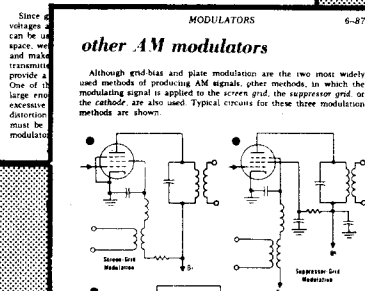 Since
voltages a
can be us
space, we
and make
transmitte
provide a
One of th
large eno
excessive
distortion
must be
modulato
MODULATORS 6-87
other AM modulators
Although grid-bias and plate modulation are the two most widely
used methods of producing AM signals, other methods, in which the
modulating signal is applied to the screen grid, the suppressor grid, or
the cathode, are also used. Typical circuits for these three modulation
methods are shown.
Screen-Grid
Modulation
B+
Suppressor-Grid
Modulation
B+